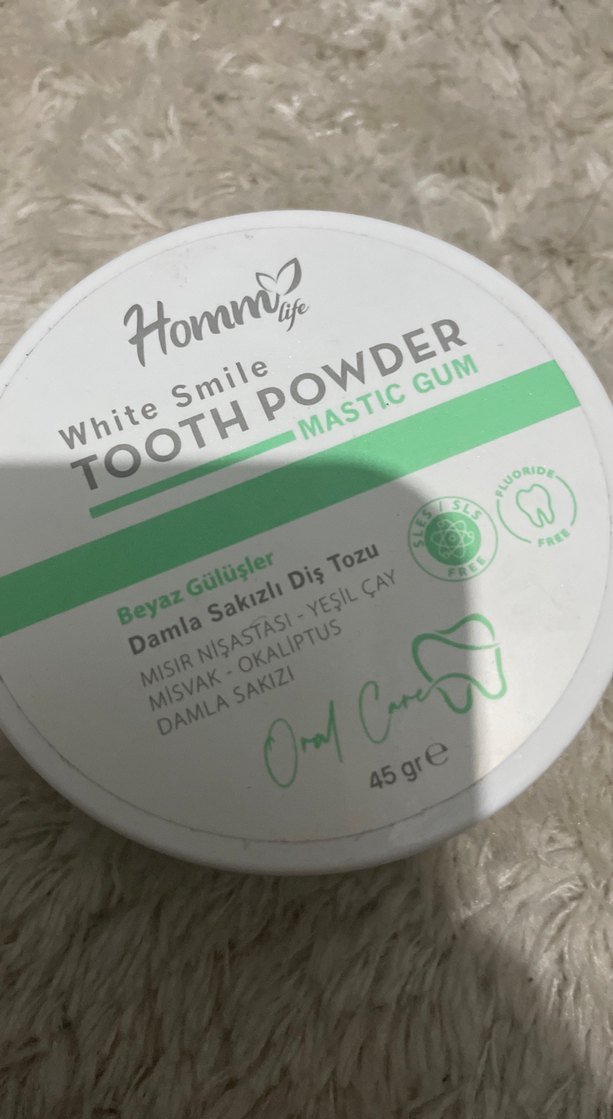 Homm life
White Smile
TOOTH POWDER
MASTIC GUM
SLES / SLS
FREE
FLUORIDE
FREE
Beyaz Gülüşler
Damla Sakızlı Diş Tozu
MISIR NİŞASTASI - YEŞİL ÇAY
MİSVAK - OKALİPTUS
DAMLA SAKIZI
Oral Care
45 gr ℮